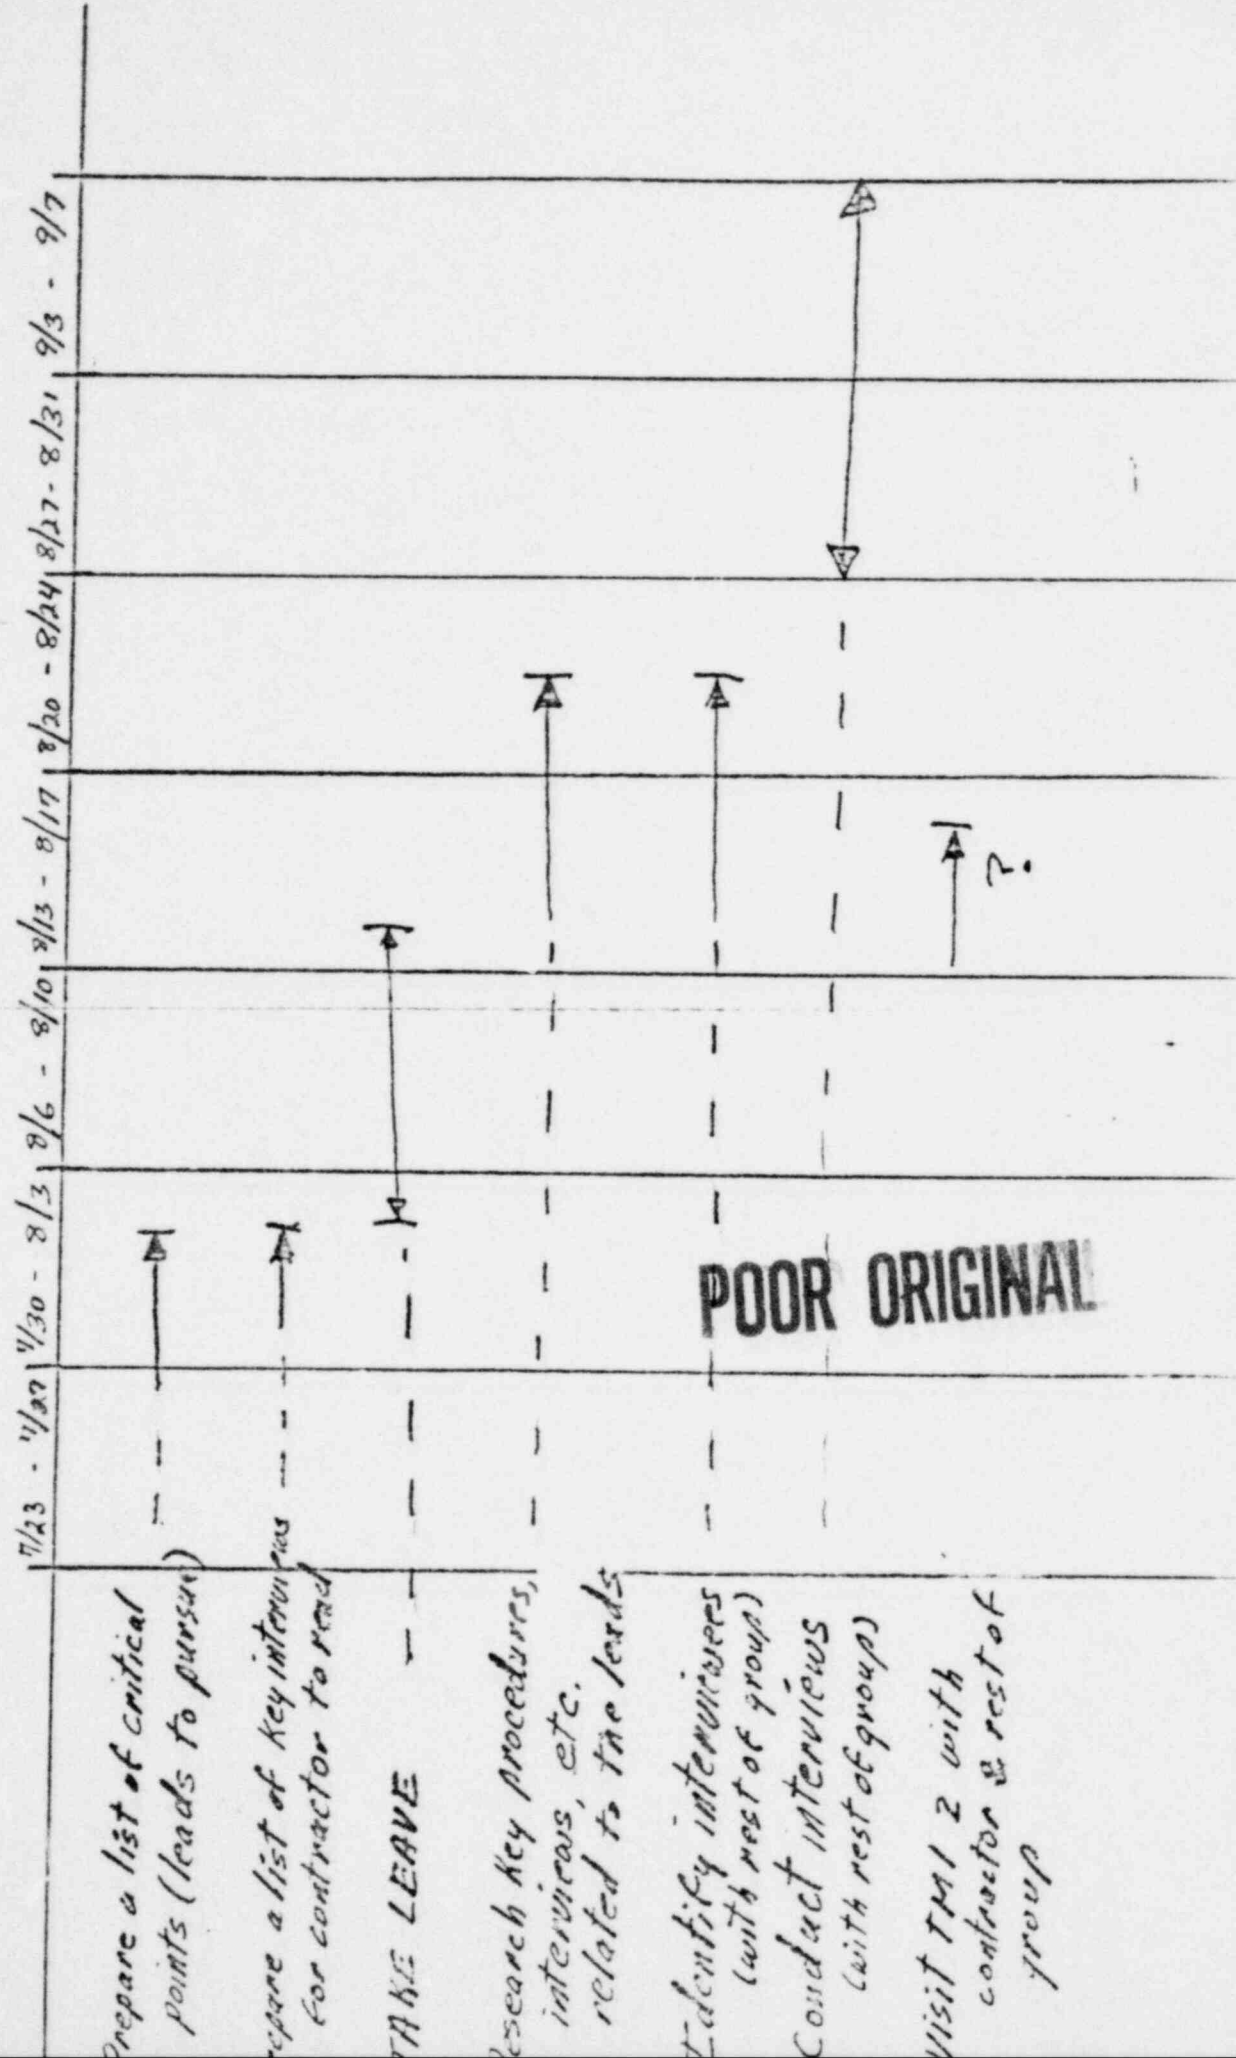 7/23 - 7/27 7/30 - 8/3 8/6 - 8/10 8/13 - 8/17 8/20 - 8/24 8/27 - 8/31 9/3 - 9/7
Prepare a list of critical
points (leads to pursue)
repare a list of key interviews
for contractor to read
TAKE LEAVE
esearch key procedures,
interviews, etc.
related to the leads
Identify interviewees
(with rest of group)
Conduct interviews
(with rest of group)
Visit TMI 2 with
contractor & rest of
group
?
POOR ORIGINAL